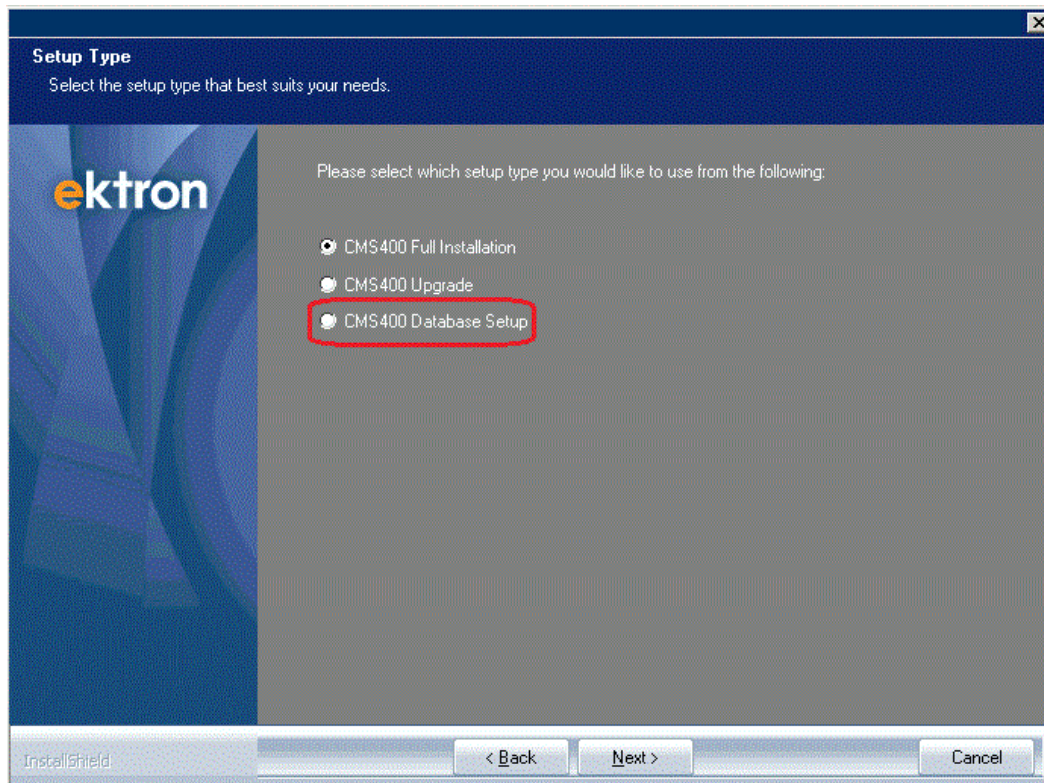 Setup Type
Select the setup type that best suits your needs.
ektron
Please select which setup type you would like to use from the following:
CMS400 Full Installation
CMS400 Upgrade
CMS400 Database Setup
InstallShield
< Back
Next >
Cancel